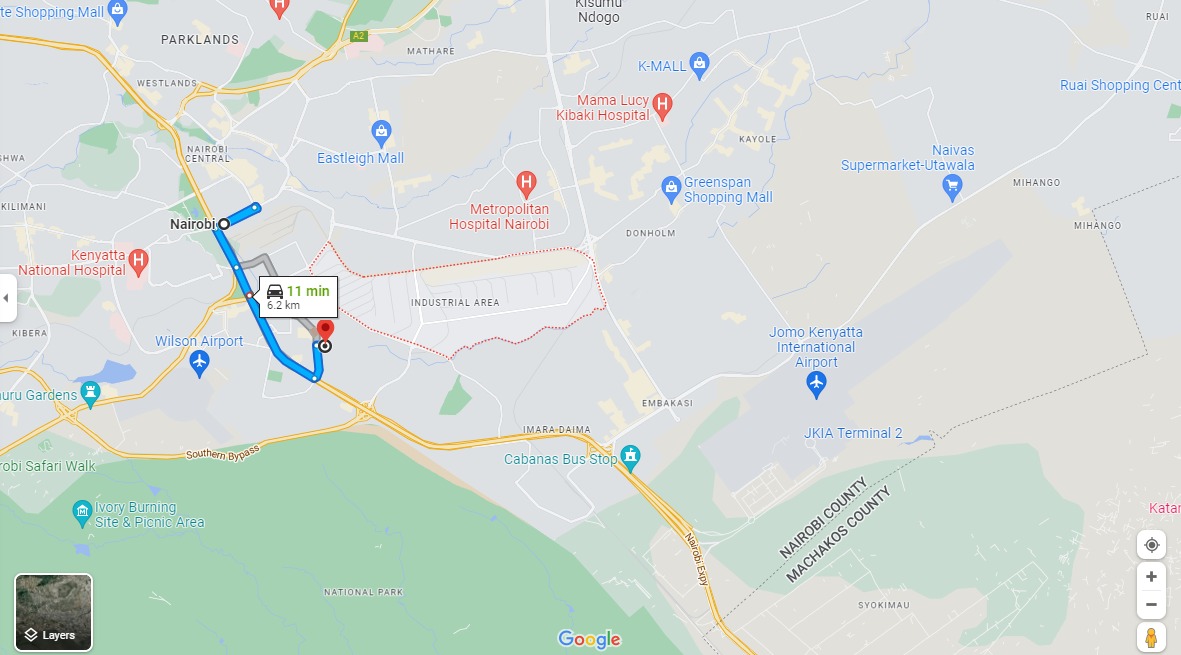 te Shopping Mall
H
Kisumu
Ndogo
RUAI
PARKLANDS
A2
MATHARE
K-MALL
WESTLANDS
Ruai Shopping Cent
Mama Lucy
Kibaki Hospital
H
KAYOLE
NAIROBI
CENTRAL
Eastleigh Mall
SHWA
Naivas
Supermarket-Utawala
MIHANGO
Greenspan
Shopping Mall
H
KILIMANI
Metropolitan
Hospital Nairobi
Nairobi
MIHANGO
DONHOLM
Kenyatta
National Hospital
H
11 min
6.2 km
INDUSTRIAL AREA
KIBERA
Wilson Airport
Jomo Kenyatta
International
Airport
uru Gardens
EMBAKASI
IMARA DAIMA
JKIA Terminal 2
Southern Bypass
Cabanas Bus Stop
robi Safari Walk
Ivory Burning
Site & Picnic Area
NAIROBI COUNTY
MACHAKOS COUNTY
Katar
Nairobi Expy
NATIONAL PARK
SYOKIMAU
Layers
Google